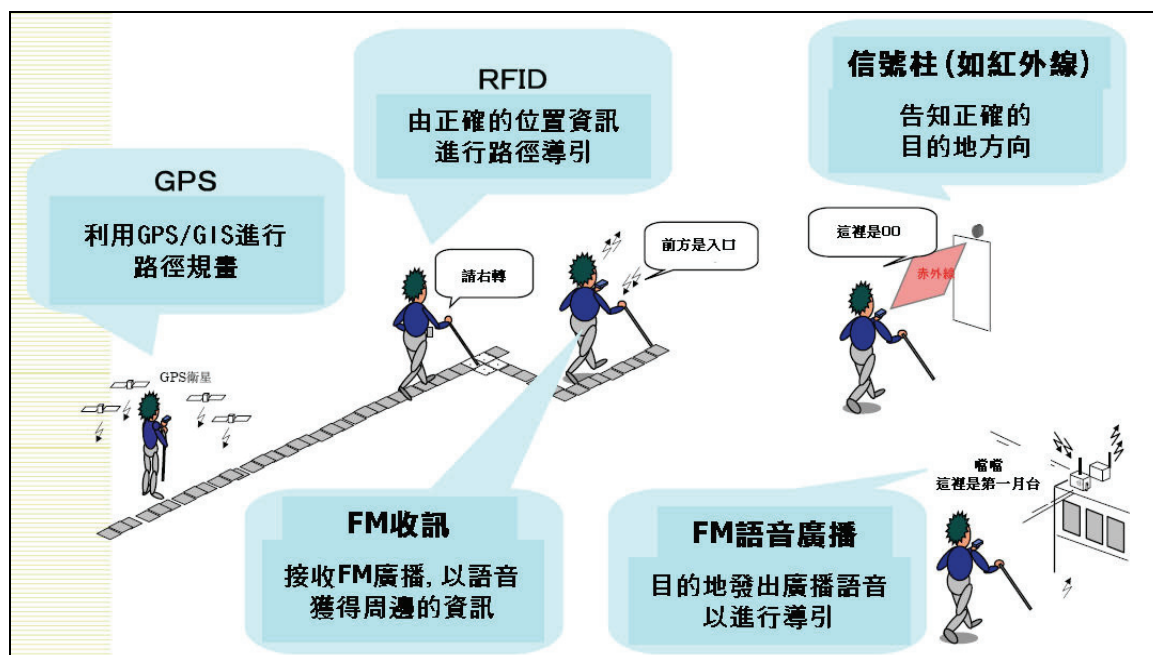 RFID
由正確的位置資訊
進行路徑導引
信號柱(如紅外線)
告知正確的
目的地方向
GPS
利用GPS/GIS進行
路徑規畫
請右轉
前方是入口
這裡是OO
赤外線
GPS衛星
噹噹
這裡是第一月台
FM收訊
接收FM廣播,以語音
獲得周邊的資訊
FM語音廣播
目的地發出廣播語音
以進行導引